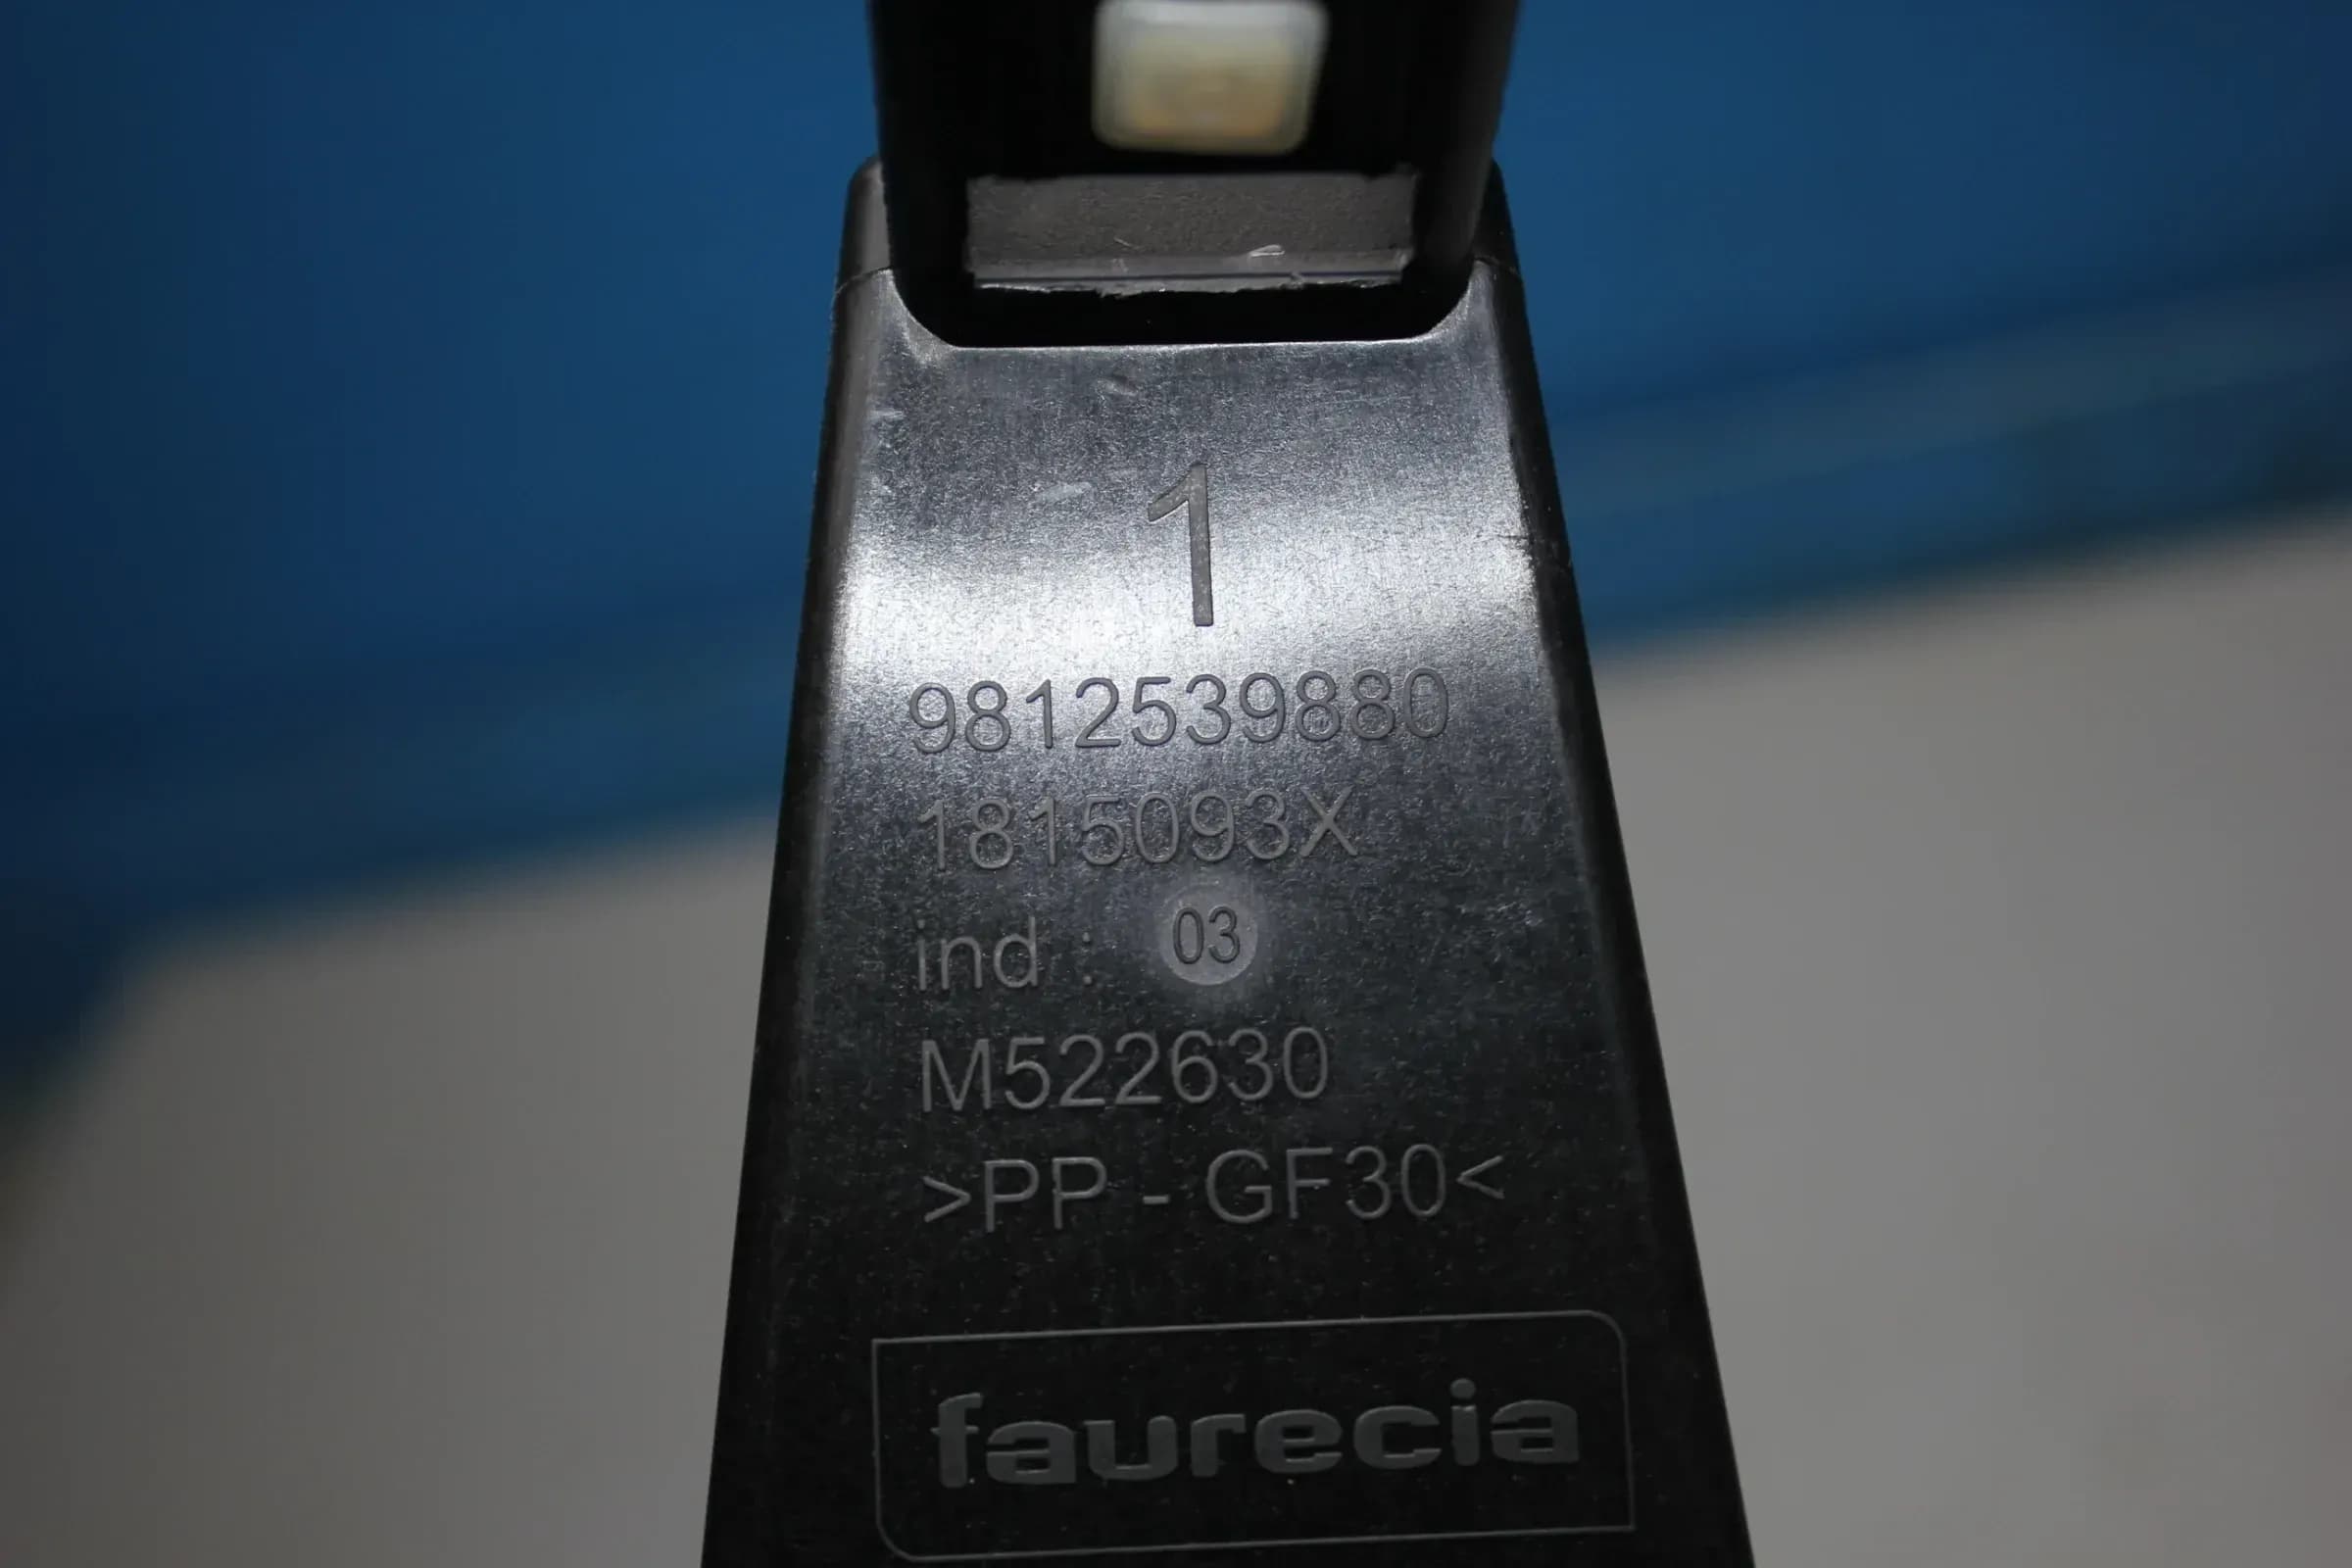 1
9812539880
1815093X
ind : 03
M522630
>PP - GF30<
faurecia